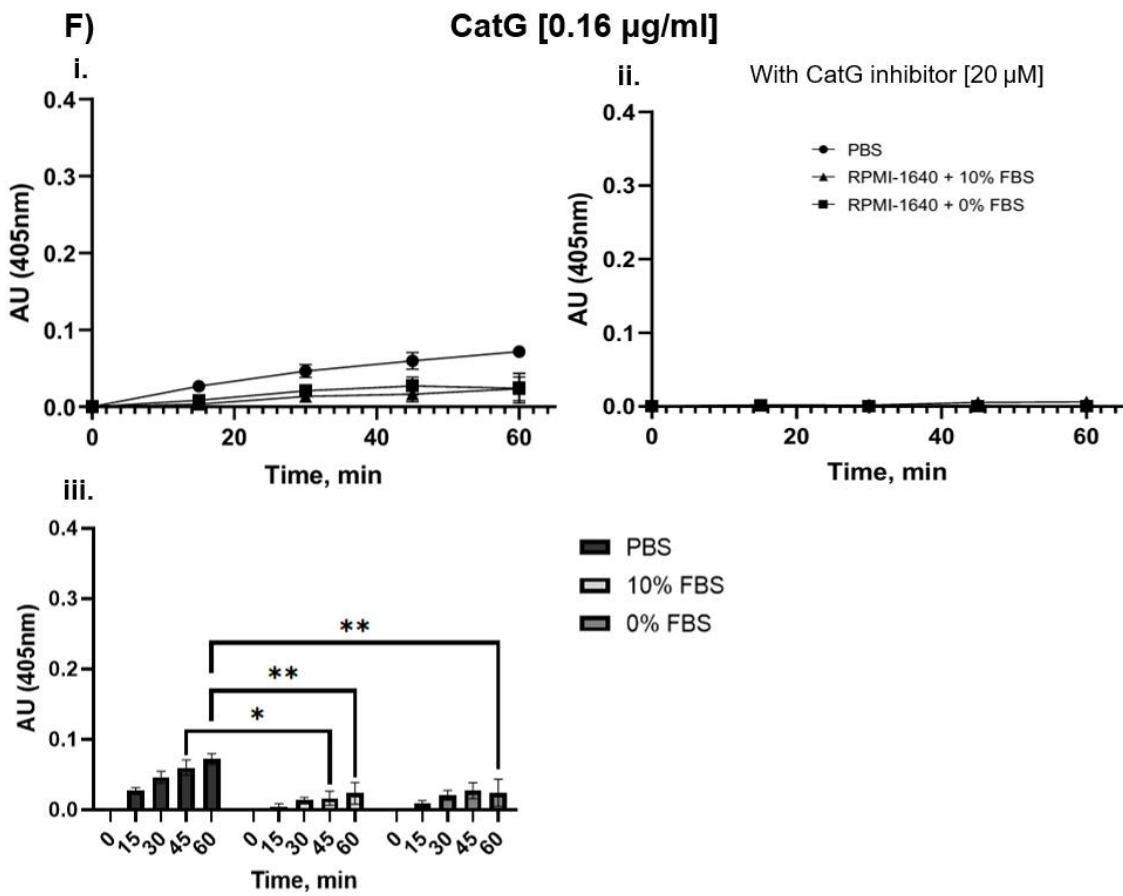 F)
CatG [0.16 µg/ml]
i.
0.4
0.3
0.2
0.1
0.0
AU (405nm)
0 20 40 60
Time, min
ii.
With CatG inhibitor [20 µM]
0.4
0.3
0.2
0.1
0.0
AU (405nm)
PBS
RPMI-1640 + 10% FBS
RPMI-1640 + 0% FBS
0 20 40 60
Time, min
iii.
0.4
0.3
0.2
0.1
0.0
AU (405nm)
**
**
*
0 15 30 45 60 0 15 30 45 60 0 15 30 45 60
Time, min
PBS
10% FBS
0% FBS